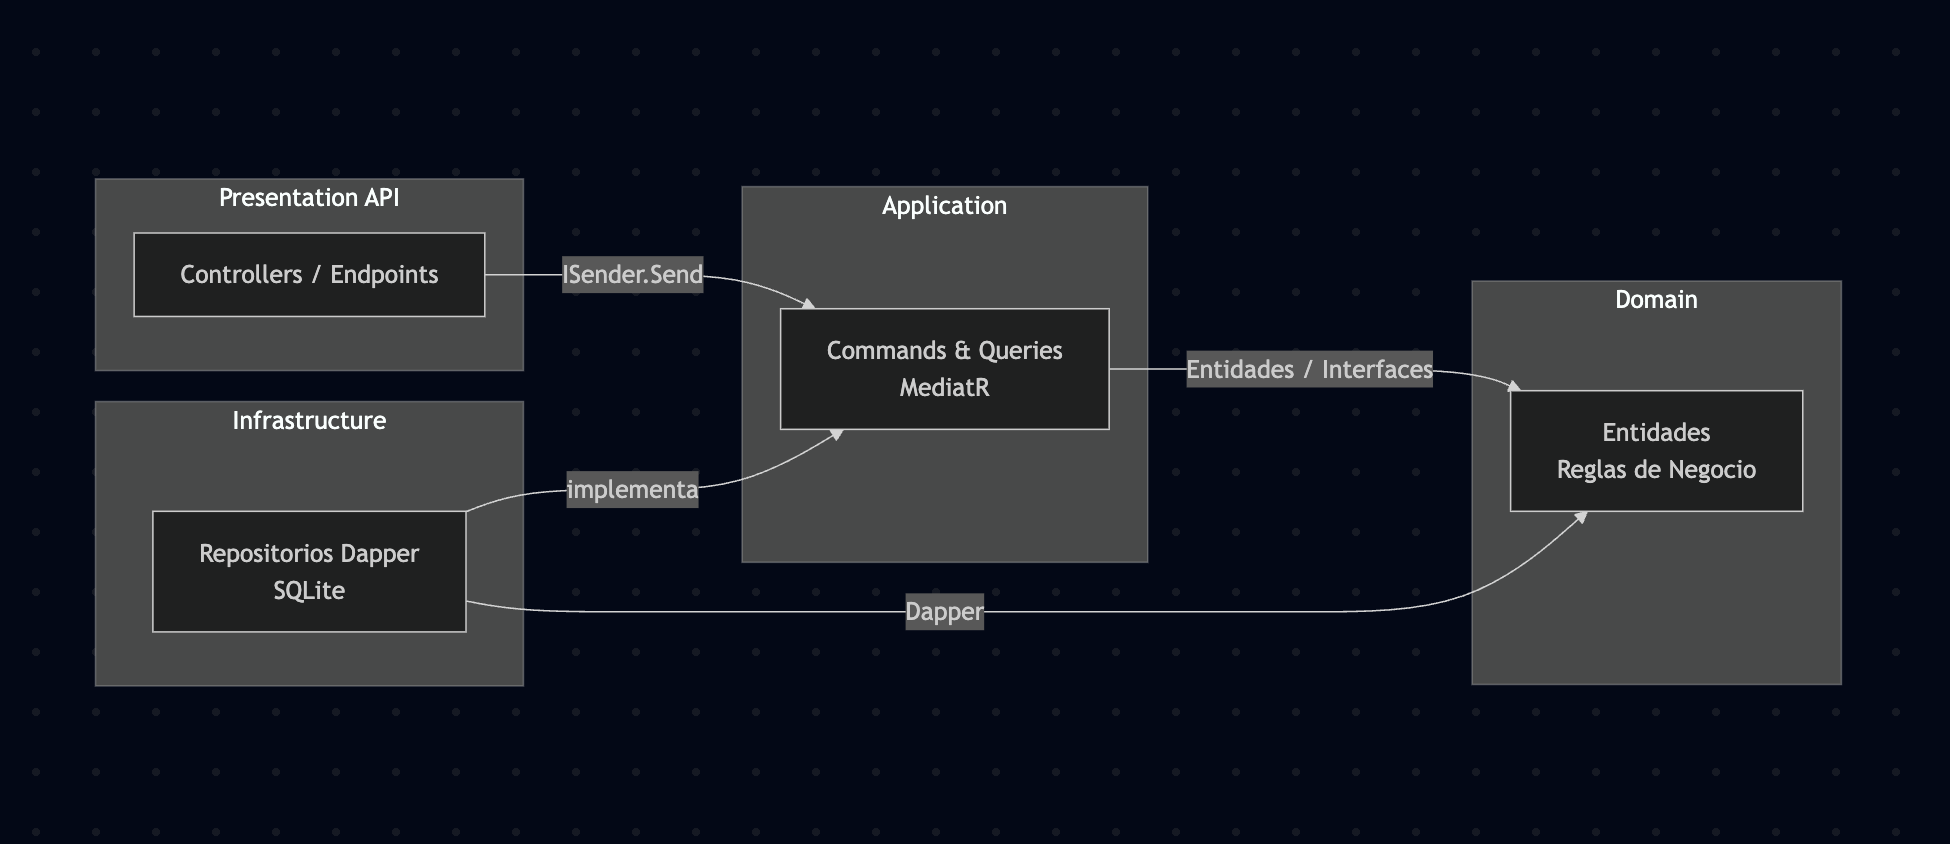 Presentation API
Controllers / Endpoints
ISender.Send
Application
Commands & Queries
MediatR
Entidades / Interfaces
Domain
Entidades
Reglas de Negocio
Infrastructure
implementa
Repositorios Dapper
SQLite
Dapper